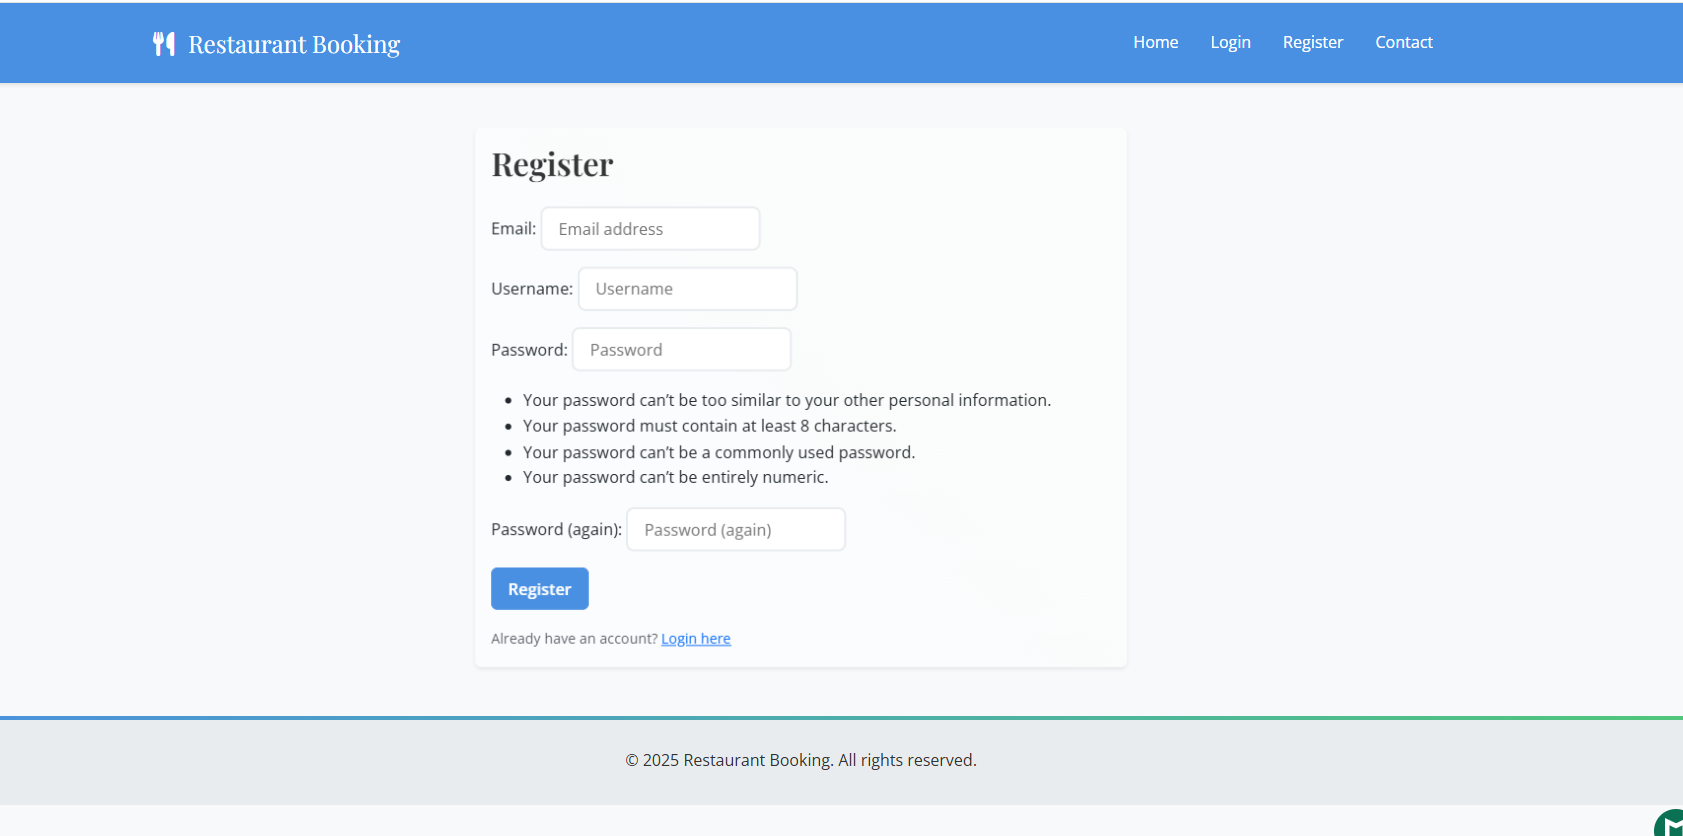 Restaurant Booking
Home Login Register Contact
Register
Email: Email address
Username: Username
Password: Password
Your password can’t be too similar to your other personal information.
Your password must contain at least 8 characters.
Your password can’t be a commonly used password.
Your password can’t be entirely numeric.
Password (again): Password (again)
Register
Already have an account? Login here
© 2025 Restaurant Booking. All rights reserved.